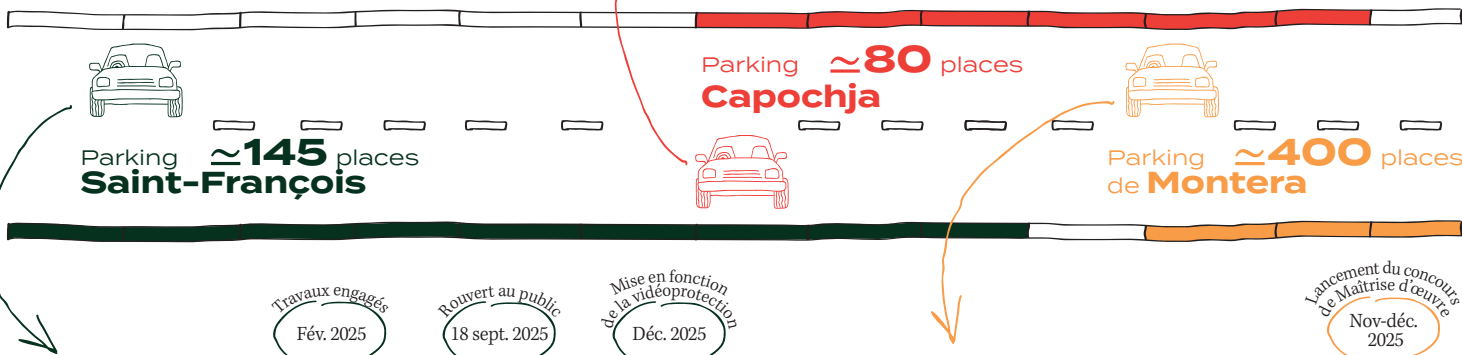 Parking ≃80 places
Capochja
Parking ≃145 places
Saint-François
Parking ≃400 places
de Montera
Travaux engagés
Fév. 2025
Rouvert au public
18 sept. 2025
Mise en fonction
de la vidéoprotection
Déc. 2025
Lancement du concours
de Maîtrise d'œuvre
Nov-déc.
2025